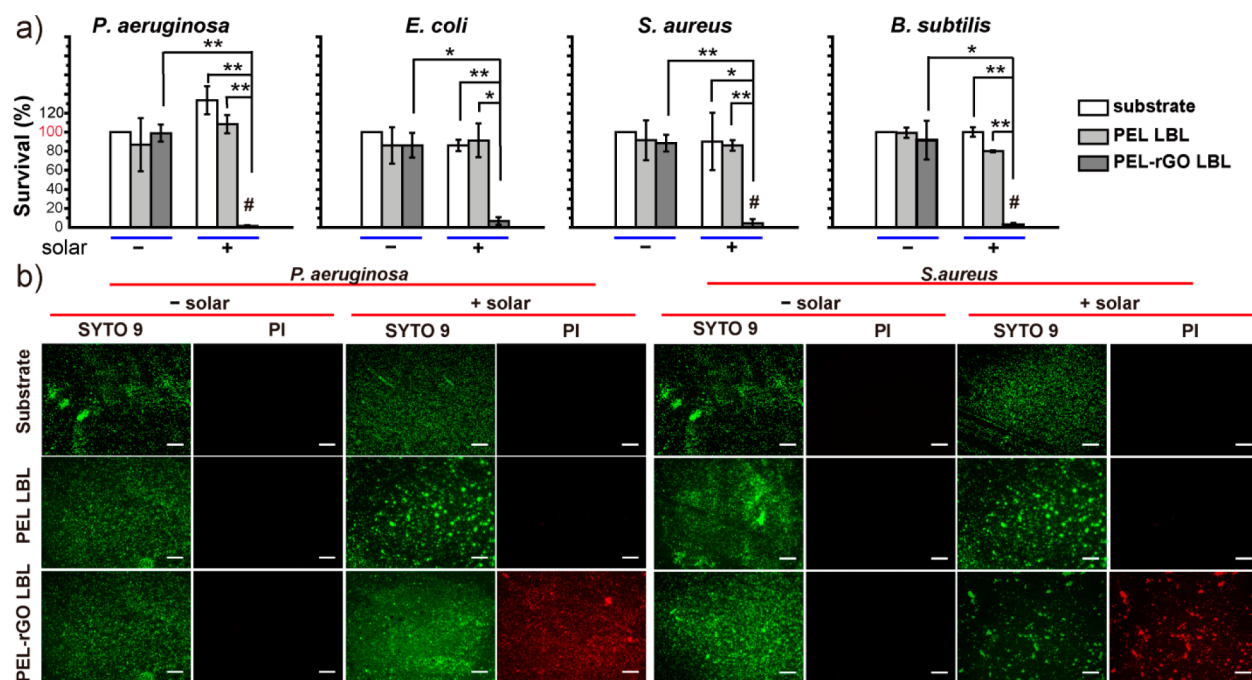 a)
P. aeruginosa
E. coli
S. aureus
B. subtilis
Survival (%)
120
100
80
60
40
20
0
**
**
**
#
*
**
*
**
*
**
#
*
**
**
#
substrate
PEL LBL
PEL-rGO LBL
solar
− +
− +
− +
− +
b)
P. aeruginosa
S.aureus
− solar
+ solar
− solar
+ solar
SYTO 9
PI
SYTO 9
PI
SYTO 9
PI
SYTO 9
PI
Substrate
PEL LBL
PEL-rGO LBL